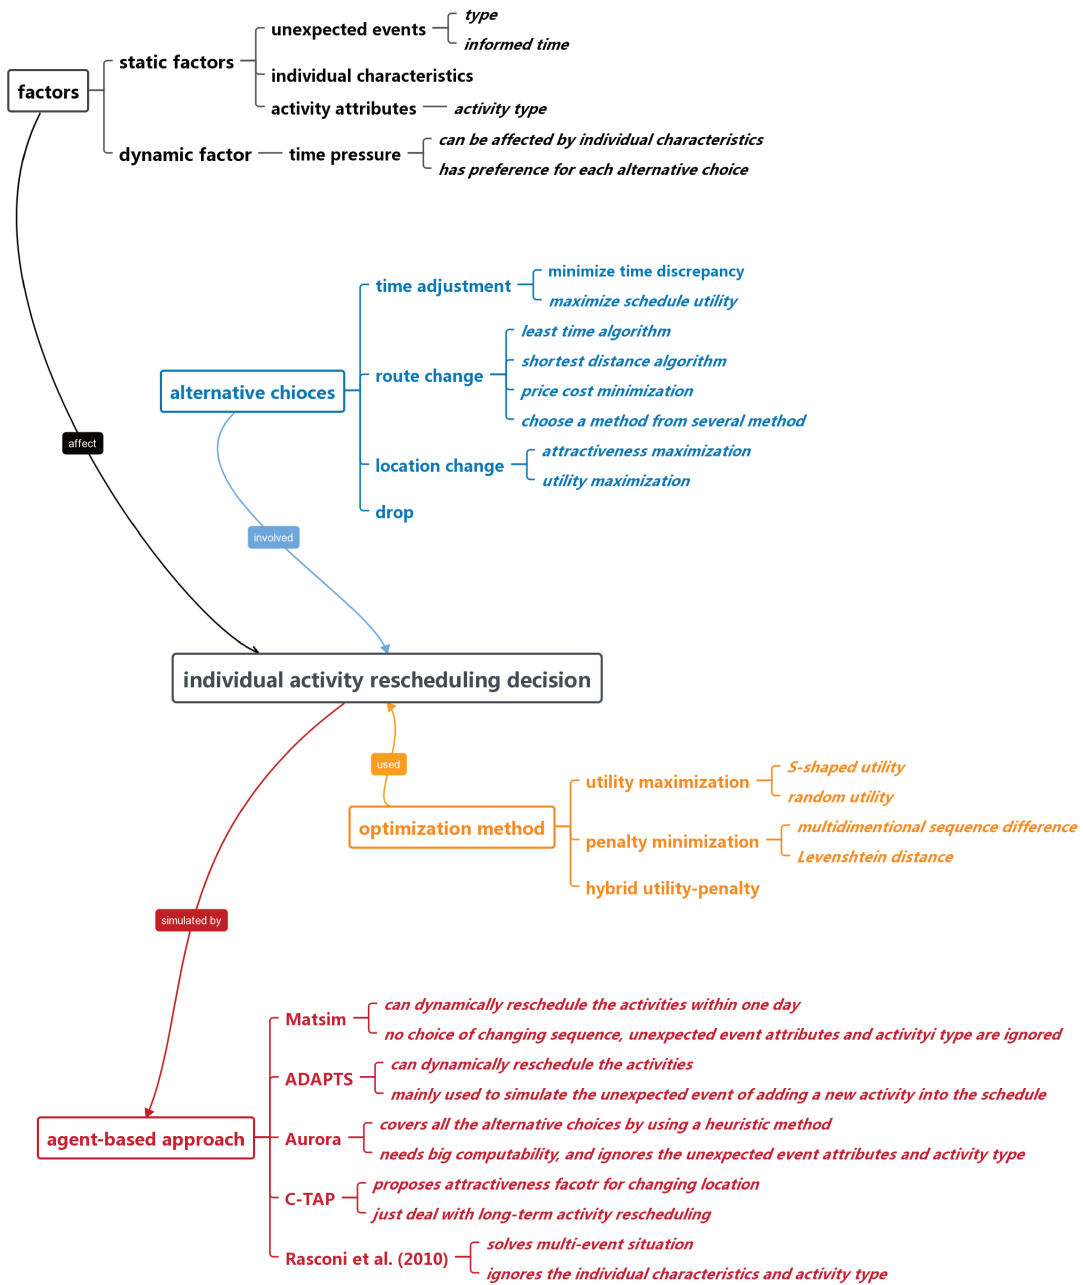 factors
static factors
unexpected events
type
informed time
individual characteristics
activity attributes
activity type
dynamic factor
time pressure
can be affected by individual characteristics
has preference for each alternative choice
affect
alternative chioces
time adjustment
minimize time discrepancy
maximize schedule utility
route change
least time algorithm
shortest distance algorithm
price cost minimization
choose a method from several method
location change
attractiveness maximization
utility maximization
drop
involved
individual activity rescheduling decision
used
optimization method
utility maximization
S-shaped utility
random utility
penalty minimization
multidimentional sequence difference
Levenshtein distance
hybrid utility-penalty
simulated by
agent-based approach
Matsim
can dynamically reschedule the activities within one day
no choice of changing sequence, unexpected event attributes and activityi type are ignored
ADAPTS
can dynamically reschedule the activities
mainly used to simulate the unexpected event of adding a new activity into the schedule
Aurora
covers all the alternative choices by using a heuristic method
needs big computability, and ignores the unexpected event attributes and activity type
C-TAP
proposes attractiveness facotr for changing location
just deal with long-term activity rescheduling
Rasconi et al. (2010)
solves multi-event situation
ignores the individual characteristics and activity type